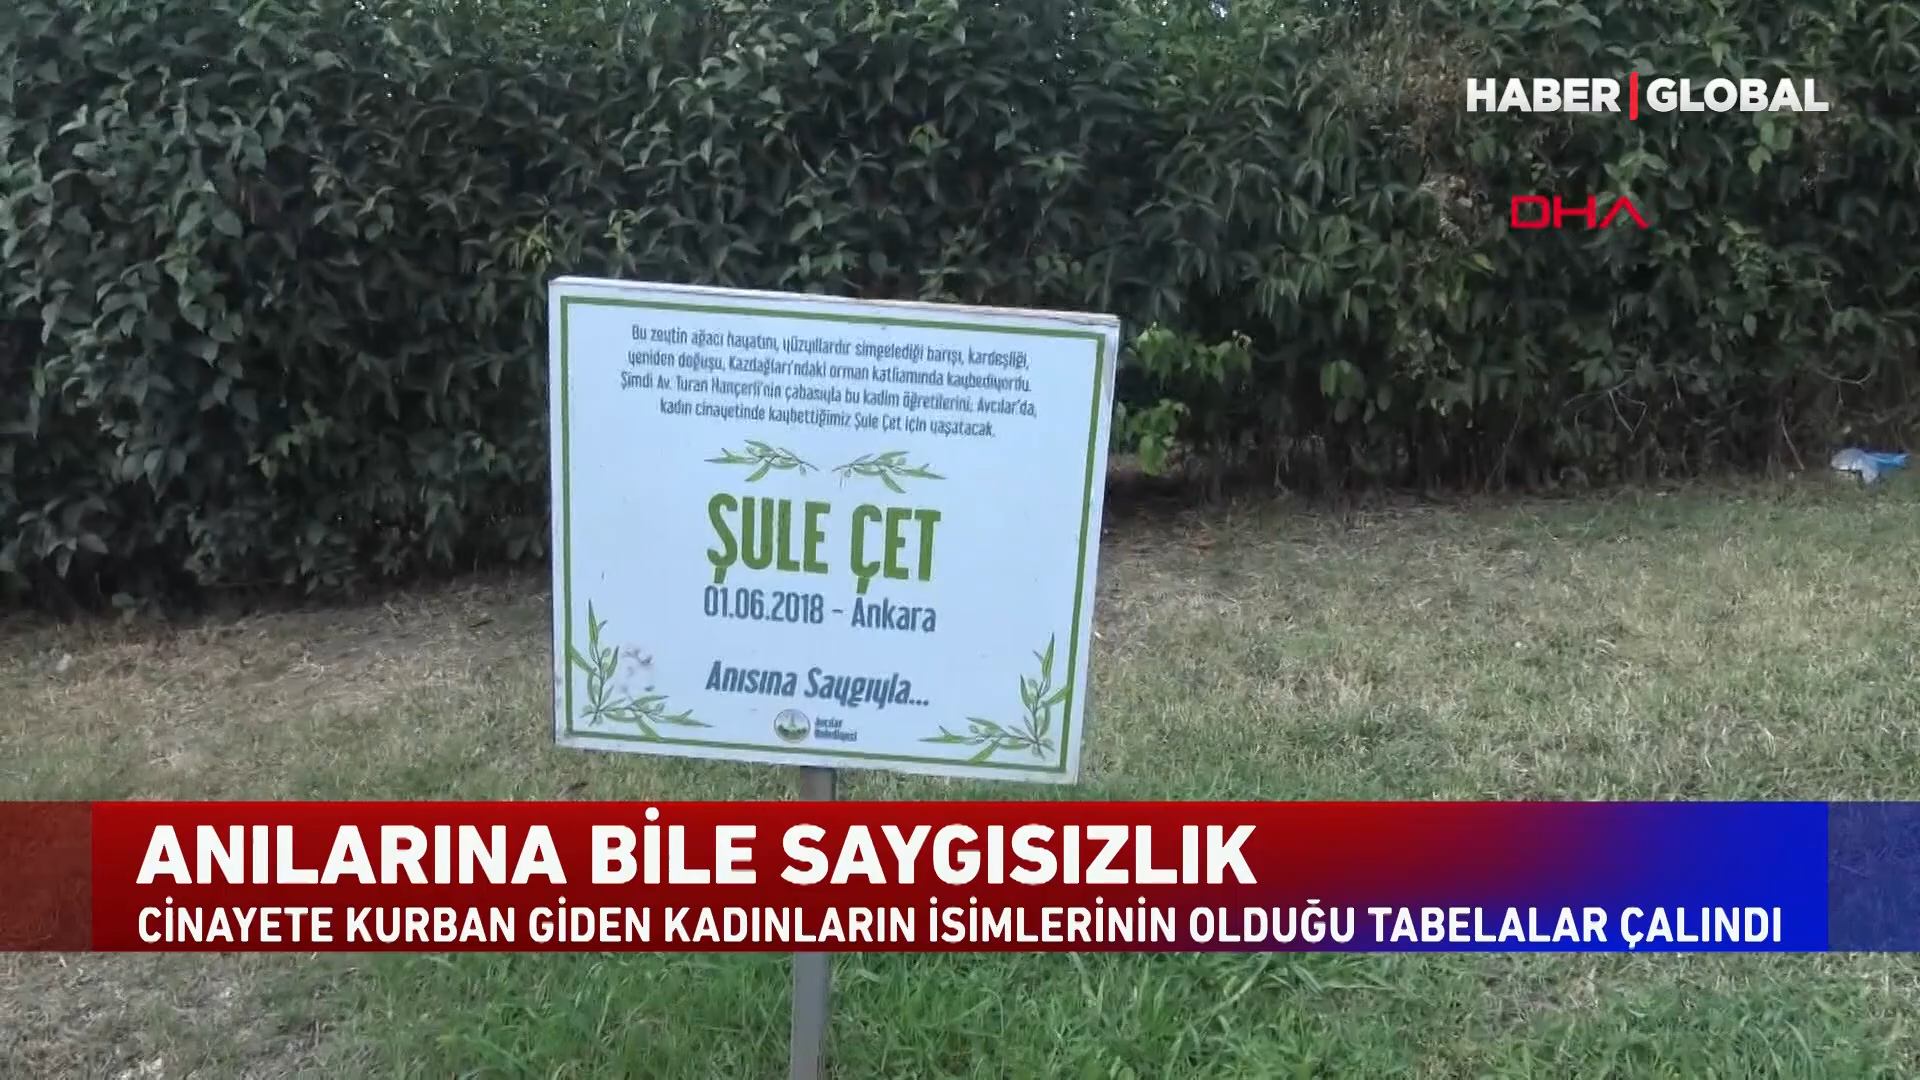 HABER GLOBAL
DHA
Bu zeytin ağacı hayatını, yüzyıllardır simgelediği barışı, kardeşliği,
yeniden doğuşu, Kazdağları'ndaki orman katliamında kaybediyordu.
Şimdi Av. Turan Hançerli'nin çabasıyla bu kadim öğretilerini, Avcılar'da,
kadın cinayetinde kaybettiğimiz Şule Çet için yaşatacak.
ŞULE ÇET
01.06.2018 - Ankara
Anısına Saygıyla...
Avcılar
Belediyesi
ANILARINA BİLE SAYGISIZLIK
CİNAYETE KURBAN GİDEN KADINLARIN İSİMLERİNİN OLDUĞU TABELALAR ÇALINDI